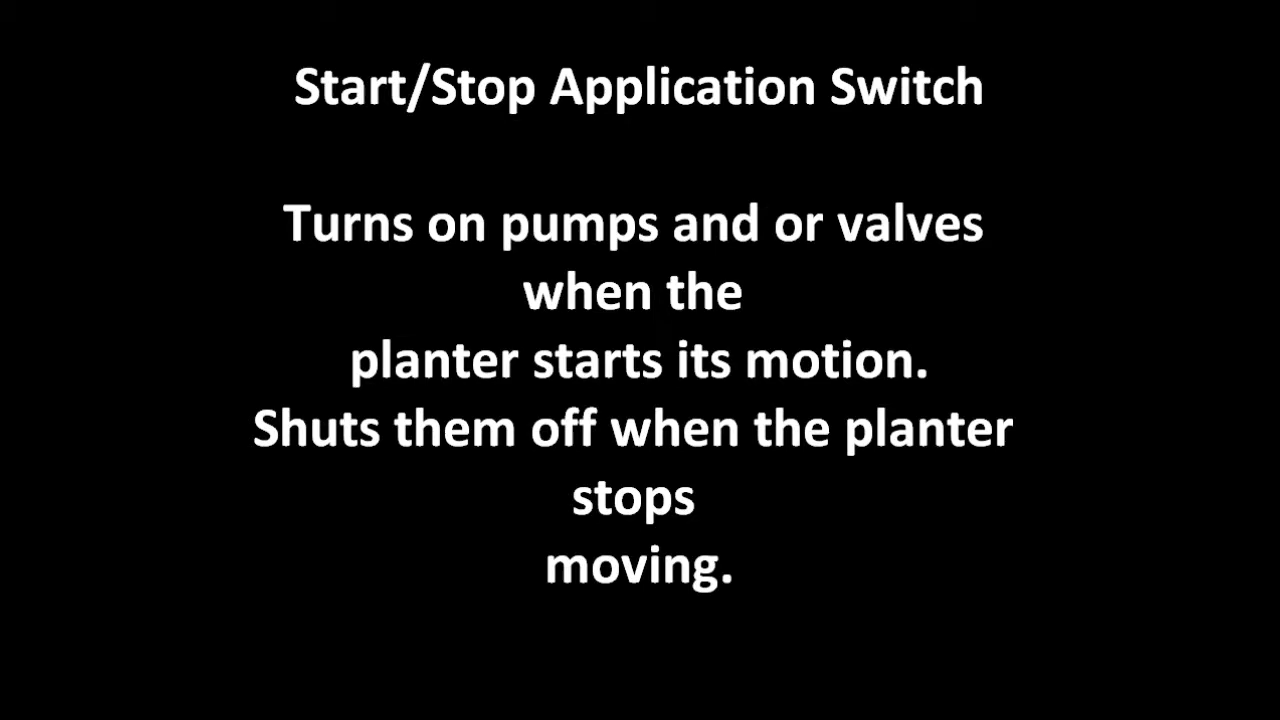 Start/Stop Application Switch
Turns on pumps and or valves
when the
planter starts its motion.
Shuts them off when the planter
stops
moving.